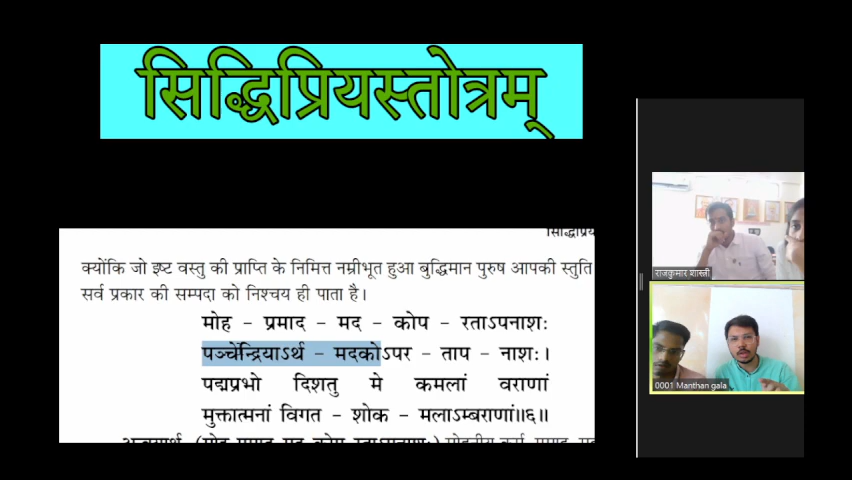 सिद्धिप्रियस्तोत्रम्
सिद्धिप्रिय
क्योंकि जो इष्ट वस्तु की प्राप्ति के निमित्त नम्रीभूत हुआ बुद्धिमान पुरुष आपकी स्तुति
सर्व प्रकार की सम्पदा को निश्चय ही पाता है।
मोह - प्रमाद - मद - कोप - रताऽपनाशः
पञ्चेन्द्रियाऽर्थ - मदकोऽपर - ताप - नाशः।
पद्मप्रभो दिशतु मे कमलां वराणां
मुक्तात्मनां विगत - शोक - मलाऽम्बराणां॥६॥
राजकुमार शास्त्री
0001 Manthan gala